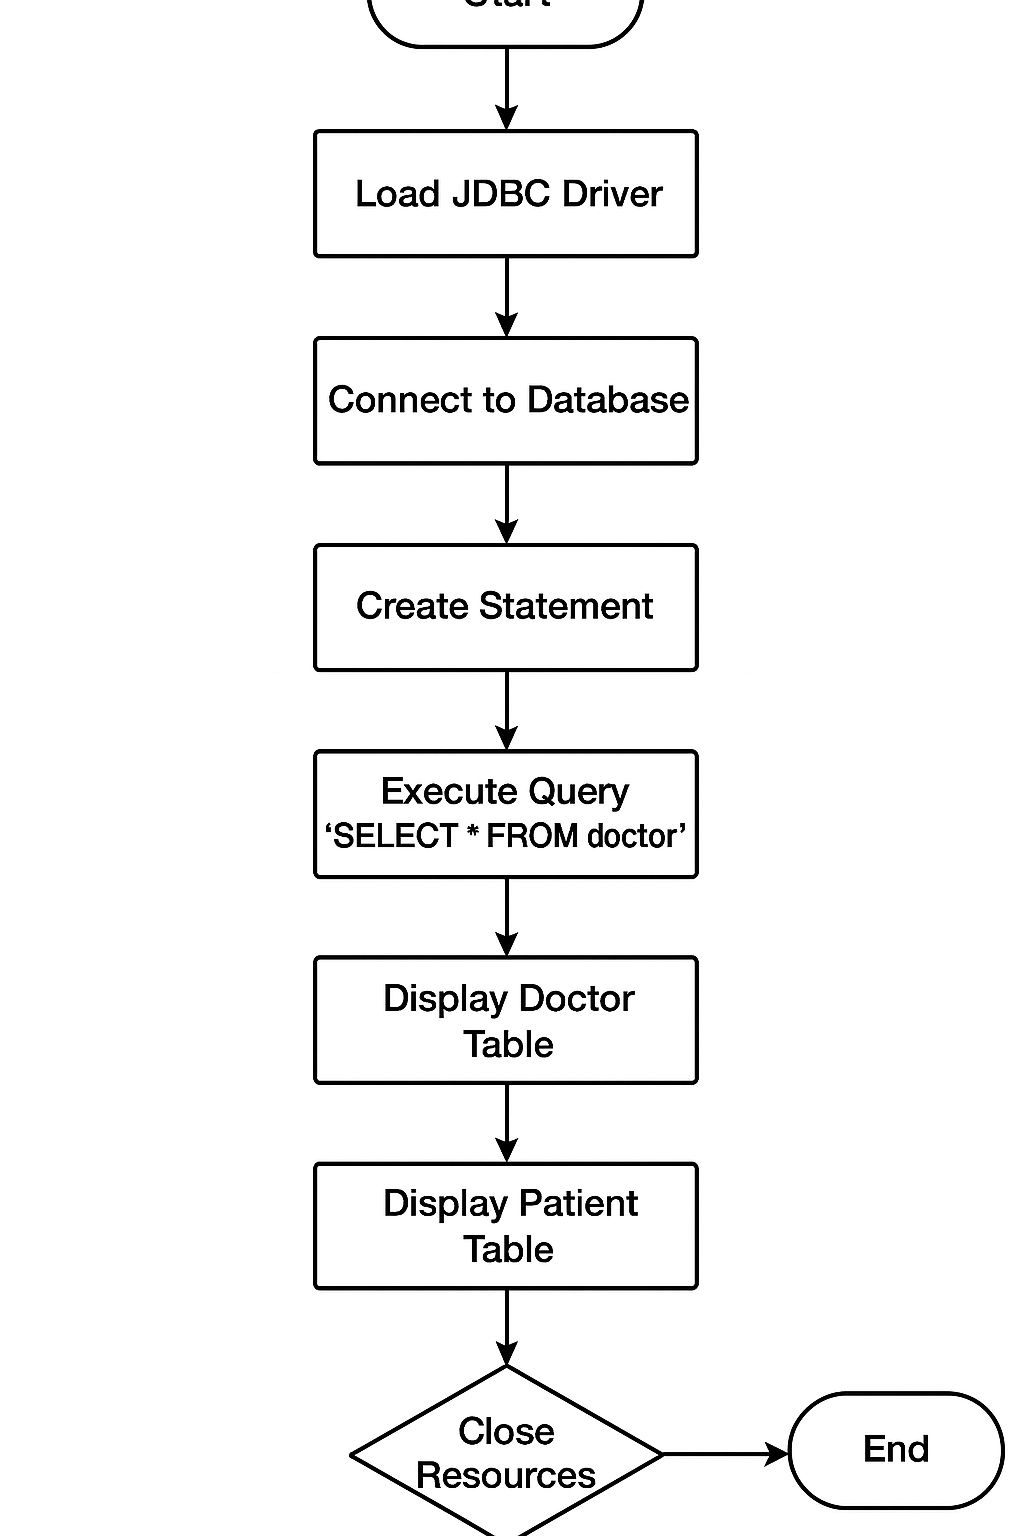 Start
Load JDBC Driver
Connect to Database
Create Statement
Execute Query
‘SELECT * FROM doctor’
Display Doctor
Table
Display Patient
Table
Close
Resources
End